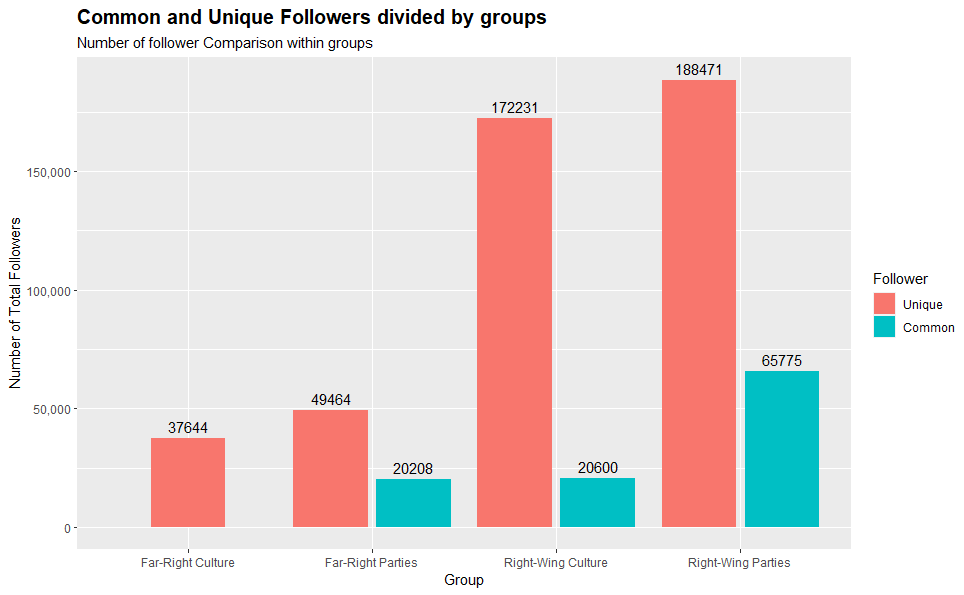 Common and Unique Followers divided by groups
Number of follower Comparison within groups
Number of Total Followers
150,000
100,000
50,000
0
37644
49464
20208
172231
20600
188471
65775
Far-Right Culture
Far-Right Parties
Right-Wing Culture
Right-Wing Parties
Group
Follower
Unique
Common